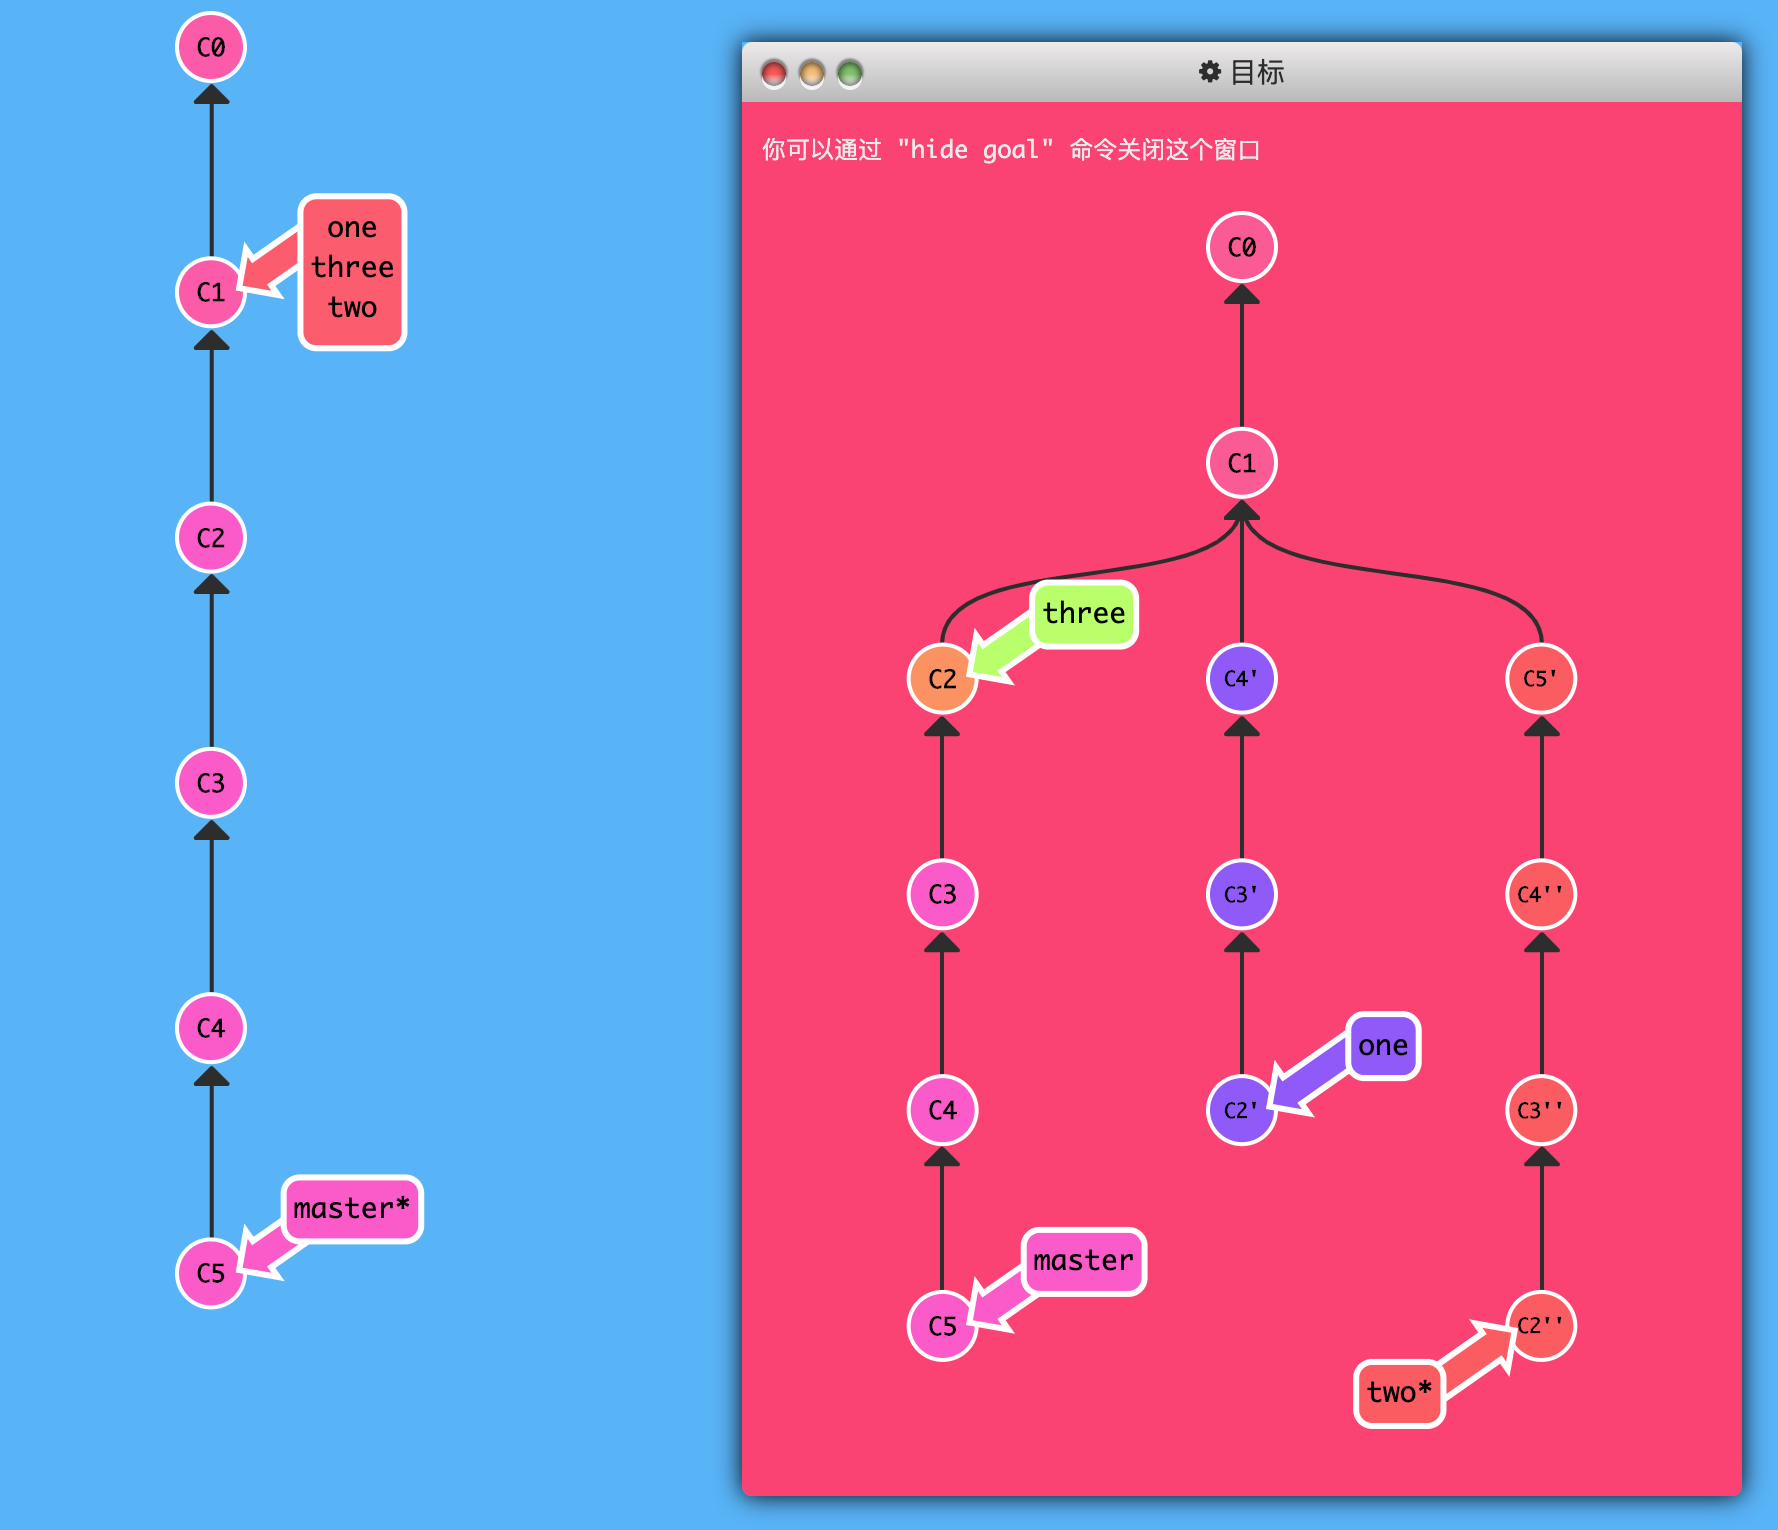 C0
one
three
two
C1
C2
C3
C4
master*
C5
目标
你可以通过 "hide goal" 命令关闭这个窗口
C0
C1
three
C2
C4'
C5'
C3
C3'
C4''
one
C4
C2'
C3''
master
C5
C2''
two*